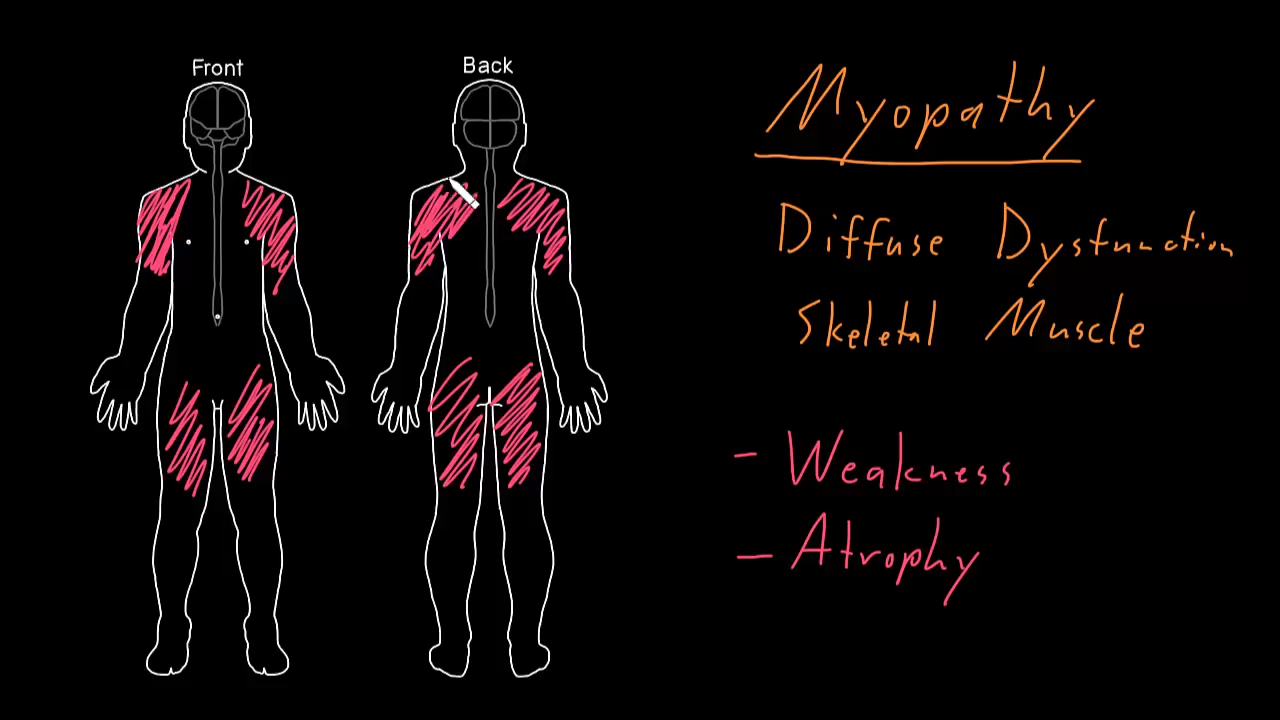 Front
Back
Myopathy
Diffuse Dysfunction
Skeletal Muscle
- Weakness
- Atrophy